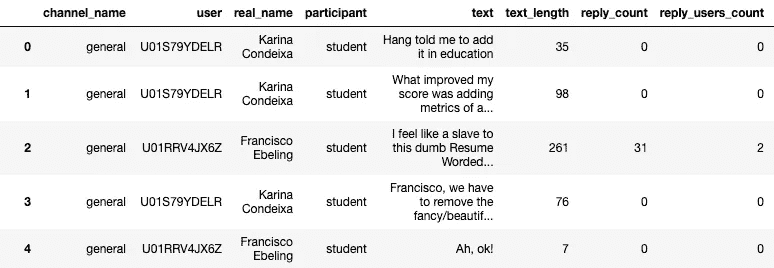 channel_name user real_name participant text text_length reply_count reply_users_count
0 general U01S79YDELR Karina Condeixa student Hang told me to add it in education 35 0 0
1 general U01S79YDELR Karina Condeixa student What improved my score was adding metrics of a... 98 0 0
2 general U01RRV4JX6Z Francisco Ebeling student I feel like a slave to this dumb Resume Worded... 261 31 2
3 general U01S79YDELR Karina Condeixa student Francisco, we have to remove the fancy/beautif... 76 0 0
4 general U01RRV4JX6Z Francisco Ebeling student Ah, ok! 7 0 0